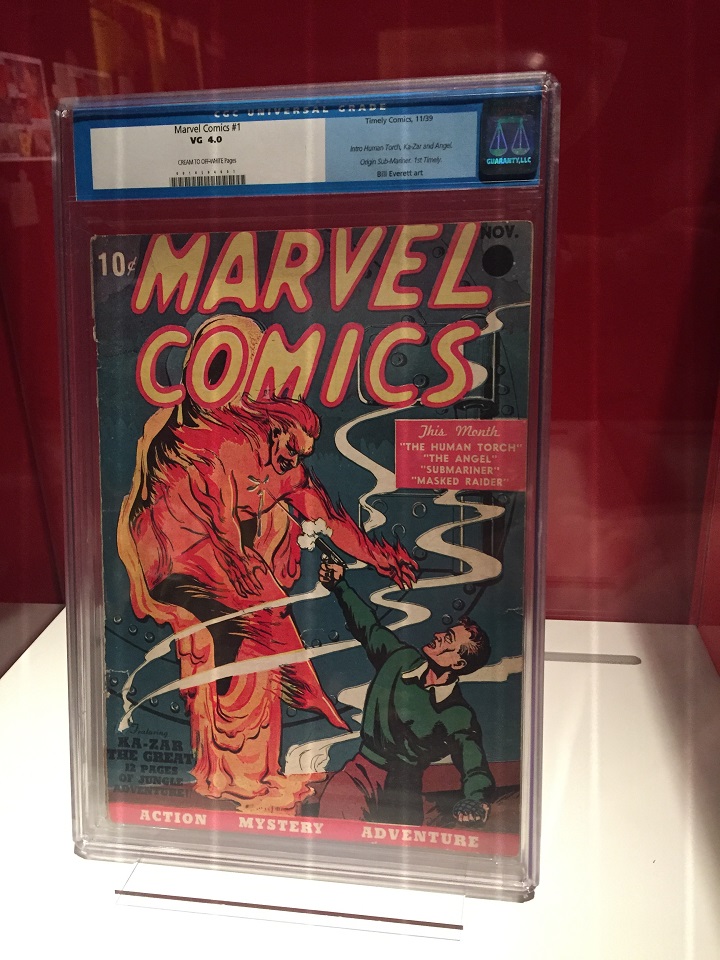 CGC UNIVERSAL GRADE
Marvel Comics #1
VG 4.0
CREAM TO OFF-WHITE Pages
Timely Comics, 11/39
Intro Human Torch, Ka-Zar and Angel.
Origin Sub-Mariner. 1st Timely.
Bill Everett art
GUARANTY, LLC
NOV.
10¢
MARVEL
COMICS
This Month
"THE HUMAN TORCH"
"THE ANGEL"
"SUBMARINER"
"MASKED RAIDER"
Featuring
KA-ZAR
THE GREAT
12 PAGES
OF JUNGLE
ADVENTURE!
ACTION MYSTERY ADVENTURE